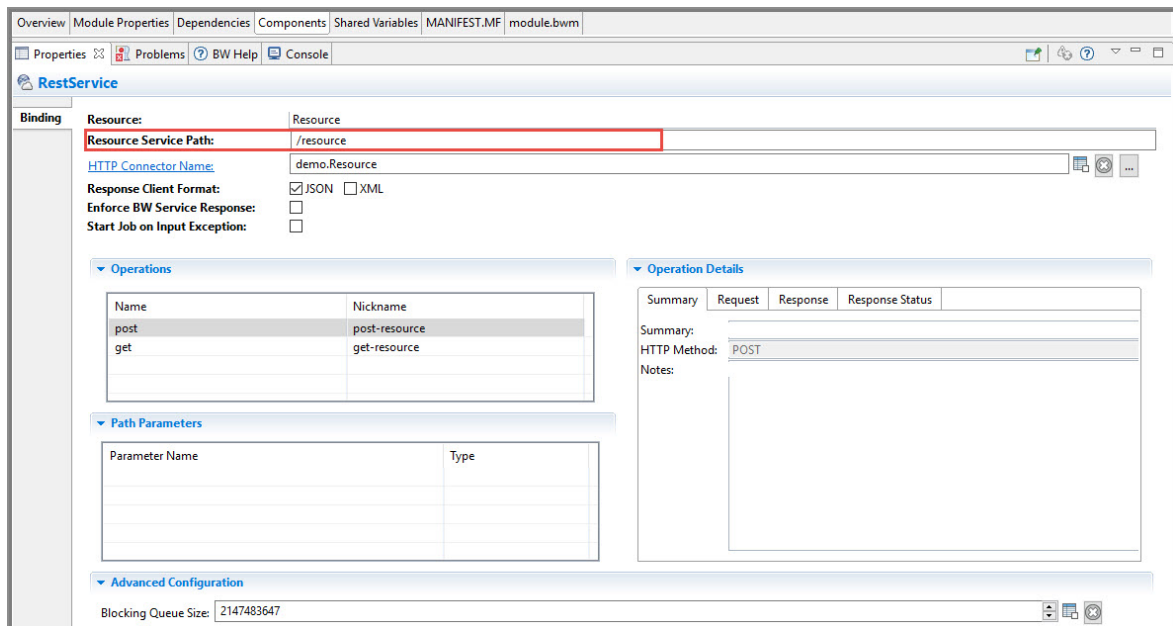 Overview Module Properties Dependencies Components Shared Variables MANIFEST.MF module.bwm
Properties Problems BW Help Console
RestService
Binding
Resource: Resource
Resource Service Path: /resource
HTTP Connector Name: demo.Resource
...
Response Client Format: JSON XML
Enforce BW Service Response:
Start Job on Input Exception:
Operations
Name Nickname
post post-resource
get get-resource
Path Parameters
Parameter Name Type
Operation Details
Summary Request Response Response Status
Summary:
HTTP Method: POST
Notes:
Advanced Configuration
Blocking Queue Size: 2147483647